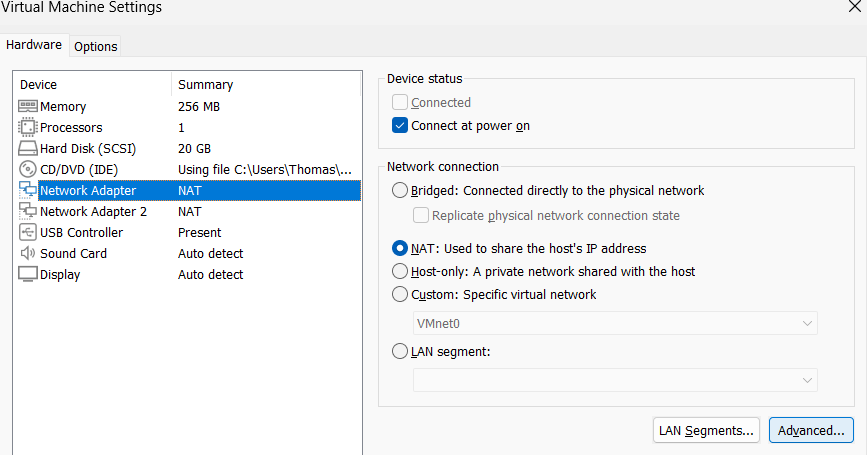 Virtual Machine Settings
Hardware
Options
Device Summary
Memory 256 MB
Processors 1
Hard Disk (SCSI) 20 GB
CD/DVD (IDE) Using file C:\Users\Thomas\...
Network Adapter NAT
Network Adapter 2 NAT
USB Controller Present
Sound Card Auto detect
Display Auto detect
Device status
Connected
Connect at power on
Network connection
Bridged: Connected directly to the physical network
Replicate physical network connection state
NAT: Used to share the host's IP address
Host-only: A private network shared with the host
Custom: Specific virtual network
VMnet0
LAN segment:
LAN Segments...
Advanced...